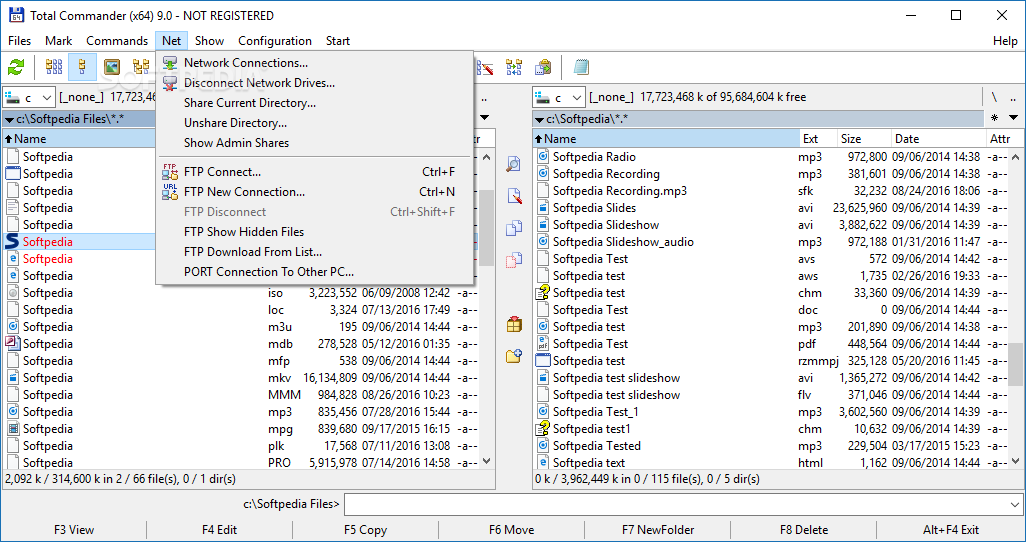 Total Commander (x64) 9.0 - NOT REGISTERED
Files Mark Commands Net Show Configuration Start Help
Network Connections...
Disconnect Network Drives...
Share Current Directory...
Unshare Directory...
Show Admin Shares
FTP Connect... Ctrl+F
FTP New Connection... Ctrl+N
FTP Disconnect Ctrl+Shift+F
FTP Show Hidden Files
FTP Download From List...
PORT Connection To Other PC...
c [_none_] 17,723,46 ..
c:\Softpedia Files\*.*
Name tr
Softpedia
Softpedia
Softpedia
Softpedia
Softpedia
Softpedia
Softpedia
Softpedia
Softpedia iso 3,223,552 06/09/2008 12:42 -a--
Softpedia loc 3,324 07/13/2016 17:49 -a--
Softpedia m3u 195 09/06/2014 14:44 -a--
Softpedia mdb 278,528 05/12/2016 01:35 -a--
Softpedia mfp 538 09/06/2014 14:44 -a--
Softpedia mkv 16,134,809 09/06/2014 14:44 -a--
Softpedia MMM 984,828 08/26/2016 10:23 -a--
Softpedia mp3 835,456 07/28/2016 15:44 -a--
Softpedia mpg 839,680 09/17/2015 16:15 -a--
Softpedia plk 17,568 07/11/2016 13:08 -a--
Softpedia PRO 5,915,978 07/14/2016 14:58 -a--
2,092 k / 314,600 k in 2 / 66 file(s), 0 / 1 dir(s)
c [_none_] 17,723,468 k of 95,684,604 k free \ ..
c:\Softpedia\*.* *
Name Ext Size Date Attr
Softpedia Radio mp3 972,800 09/06/2014 14:38 -a--
Softpedia Recording mp3 381,601 09/06/2014 14:38 -a--
Softpedia Recording.mp3 sfk 32,232 08/24/2016 18:06 -a--
Softpedia Slides avi 23,625,960 09/06/2014 14:39 -a--
Softpedia Slideshow avi 3,882,622 09/06/2014 14:39 -a--
Softpedia Slideshow_audio mp3 972,188 01/31/2016 11:47 -a--
Softpedia Test avs 572 09/06/2014 14:42 -a--
Softpedia test aws 1,735 02/26/2016 19:33 -a--
Softpedia test chm 33,360 09/06/2014 14:39 -a--
Softpedia Test doc 0 09/06/2014 14:44 -a--
Softpedia test mp3 201,890 09/06/2014 14:38 -a--
Softpedia Test pdf 448,564 09/06/2014 14:44 -a--
Softpedia test rzmmpj 325,128 05/20/2016 11:45 -a--
Softpedia test slideshow avi 1,365,272 09/06/2014 14:42 -a--
Softpedia test slideshow flv 371,046 09/06/2014 14:44 -a--
Softpedia Test_1 mp3 3,602,560 09/06/2014 14:39 -a--
Softpedia test1 chm 10,632 09/06/2014 14:39 -a--
Softpedia Tested mp3 229,504 03/17/2015 15:23 -a--
Softpedia text html 1,162 09/06/2014 14:44 -a--
0 k / 3,962,449 k in 0 / 115 file(s), 0 / 5 dir(s)
c:\Softpedia Files>
F3 View F4 Edit F5 Copy F6 Move F7 NewFolder F8 Delete Alt+F4 Exit